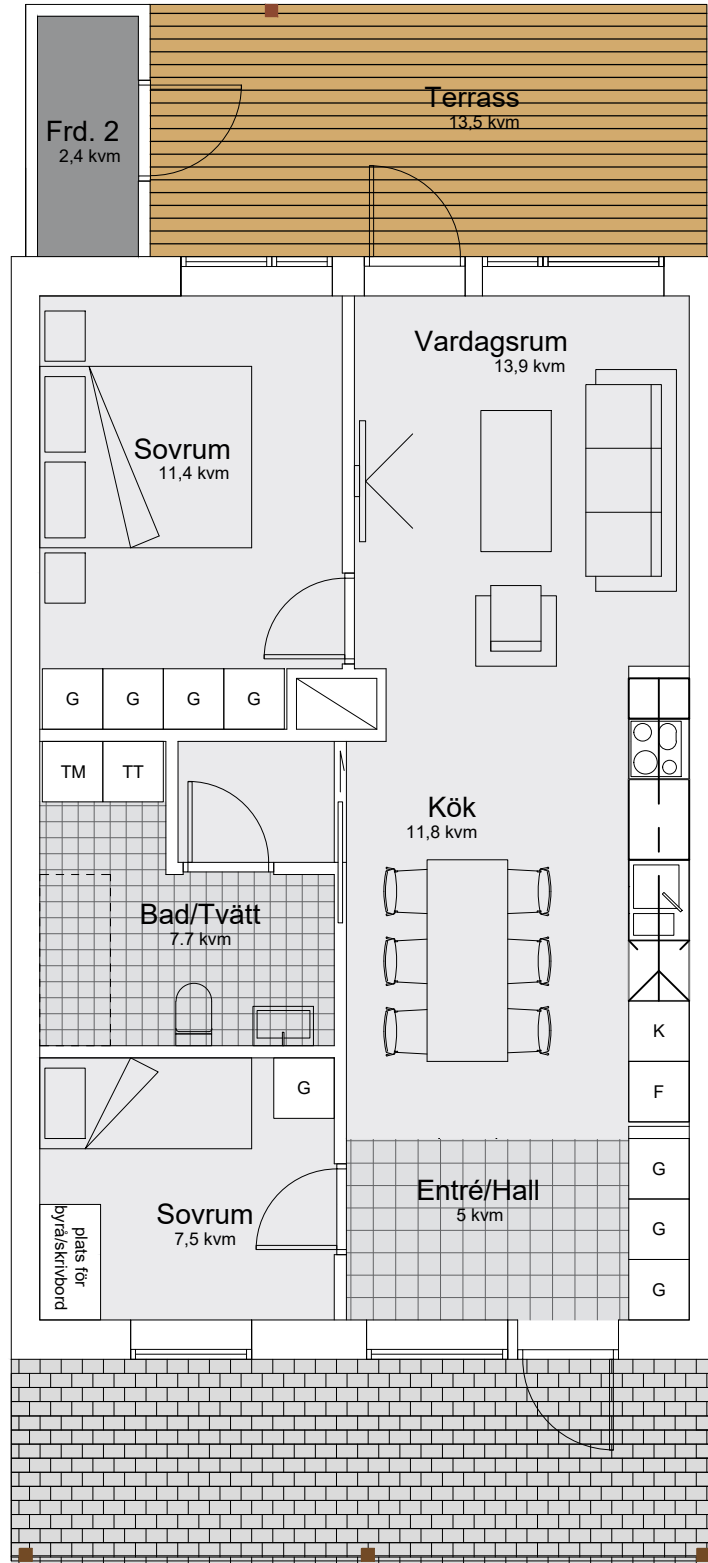 Terrass
13,5 kvm
Frd. 2
2,4 kvm
Vardagsrum
13,9 kvm
Sovrum
11,4 kvm
G G G G
TM TT
Kök
11,8 kvm
Bad/Tvätt
7.7 kvm
K
G
F
G
Entré/Hall
5 kvm
Sovrum
7,5 kvm
plats för
byrå/skrivbord
G
G